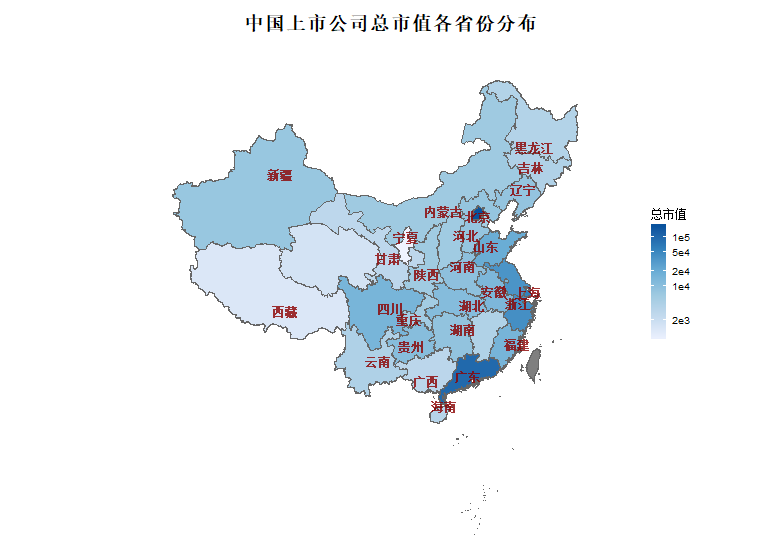 中国上市公司总市值各省份分布
黑龙江
吉林
新疆
辽宁
内蒙古
北京
宁夏
河北
山东
甘肃
河南
陕西
安徽
上海
浙江
四川
湖北
西藏
重庆
湖南
贵州
福建
云南
广西
广东
海南
总市值
1e5
5e4
2e4
1e4
2e3